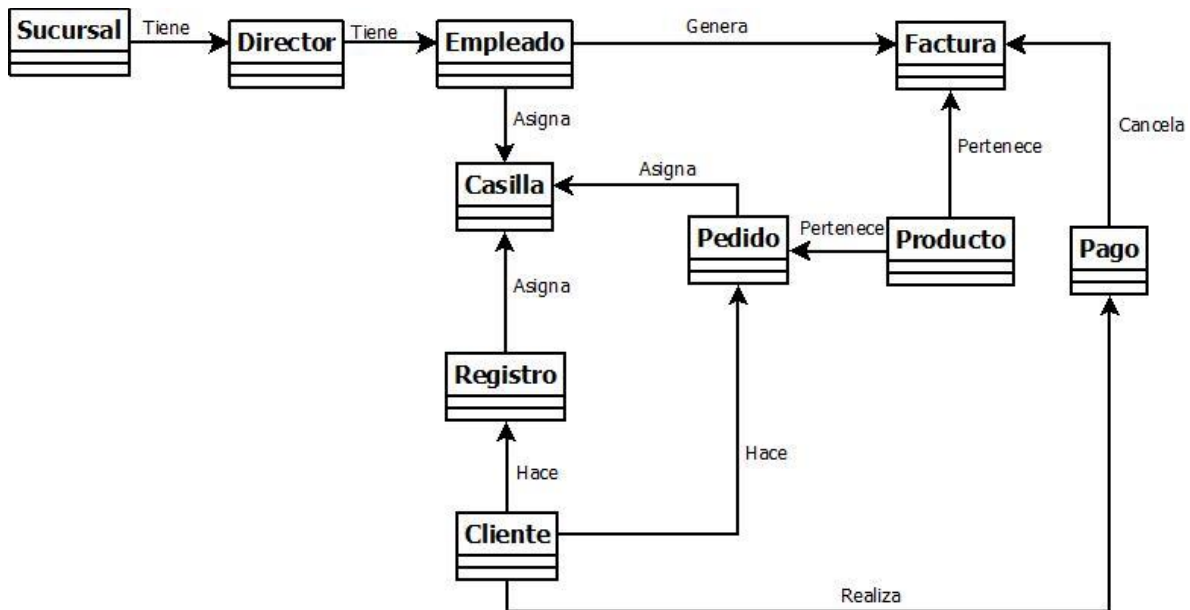 Sucursal
Tiene
Director
Tiene
Empleado
Genera
Factura
Asigna
Cancela
Pertenece
Casilla
Asigna
Pedido
Pertenece
Producto
Pago
Asigna
Registro
Hace
Hace
Cliente
Realiza